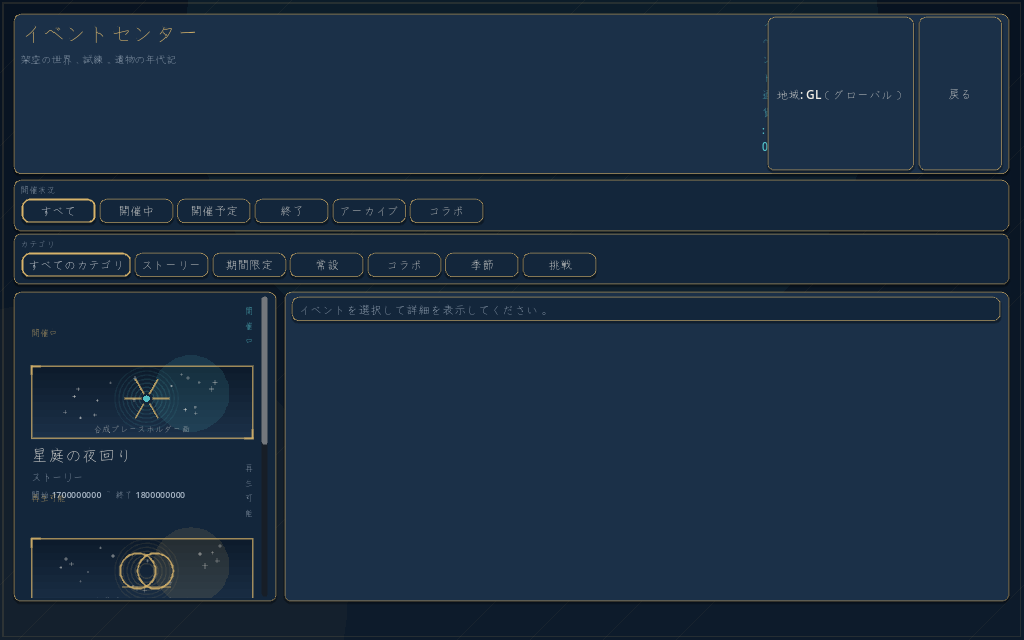 イベントセンター
架空の世界、試練、遺物の年代記
地域: GL (グローバル)
戻る
開催状況
すべて
開催中
開催予定
終了
アーカイブ
コラボ
カテゴリ
すべてのカテゴリ
ストーリー
期間限定
常設
コラボ
季節
挑戦
開催中
合成プレースホルダー画
星庭の夜回り
ストーリー
1700000000
終了 1800000000
再生可能
イベントを選択して詳細を表示してください。